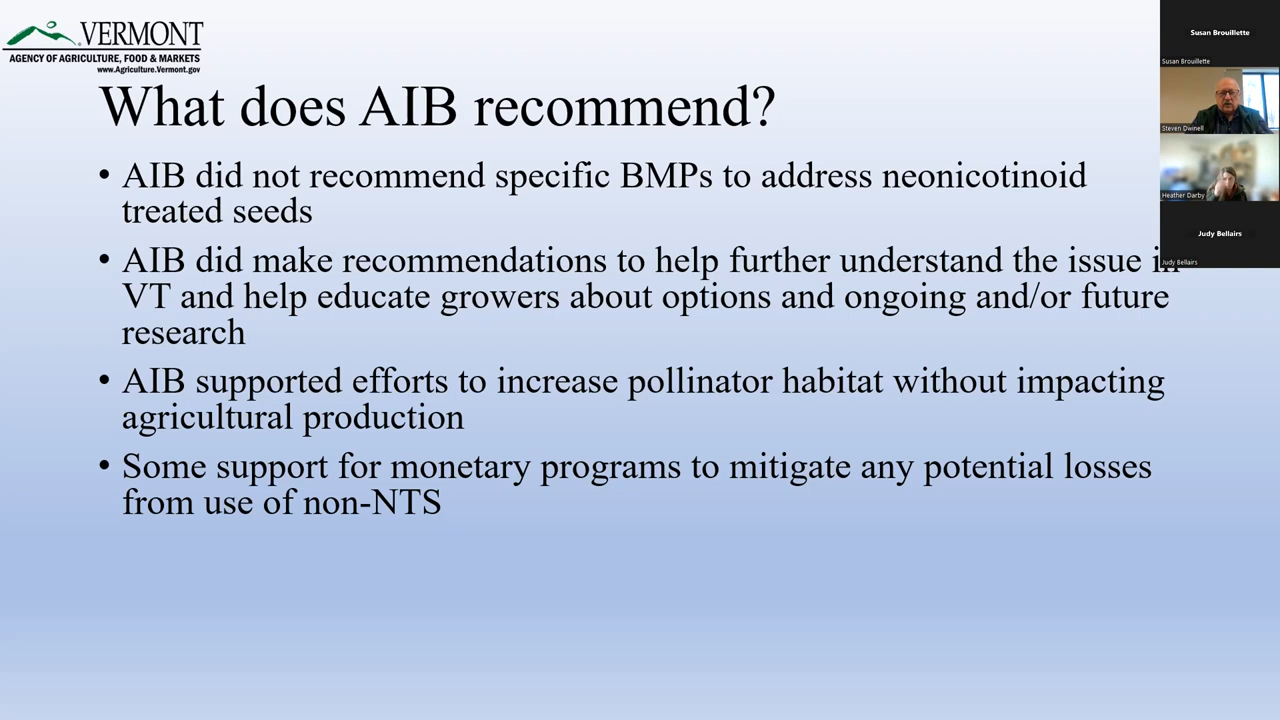 VERMONT
AGENCY OF AGRICULTURE, FOOD & MARKETS
www.Agriculture.Vermont.gov
What does AIB recommend?
• AIB did not recommend specific BMPs to address neonicotinoid
treated seeds
• AIB did make recommendations to help further understand the issue in
VT and help educate growers about options and ongoing and/or future
research
• AIB supported efforts to increase pollinator habitat without impacting
agricultural production
• Some support for monetary programs to mitigate any potential losses
from use of non-NTS
Susan Brouillette
Susan Brouillette
Steven Dwinell
Heather Darby
Judy Bellairs
Judy Bellairs